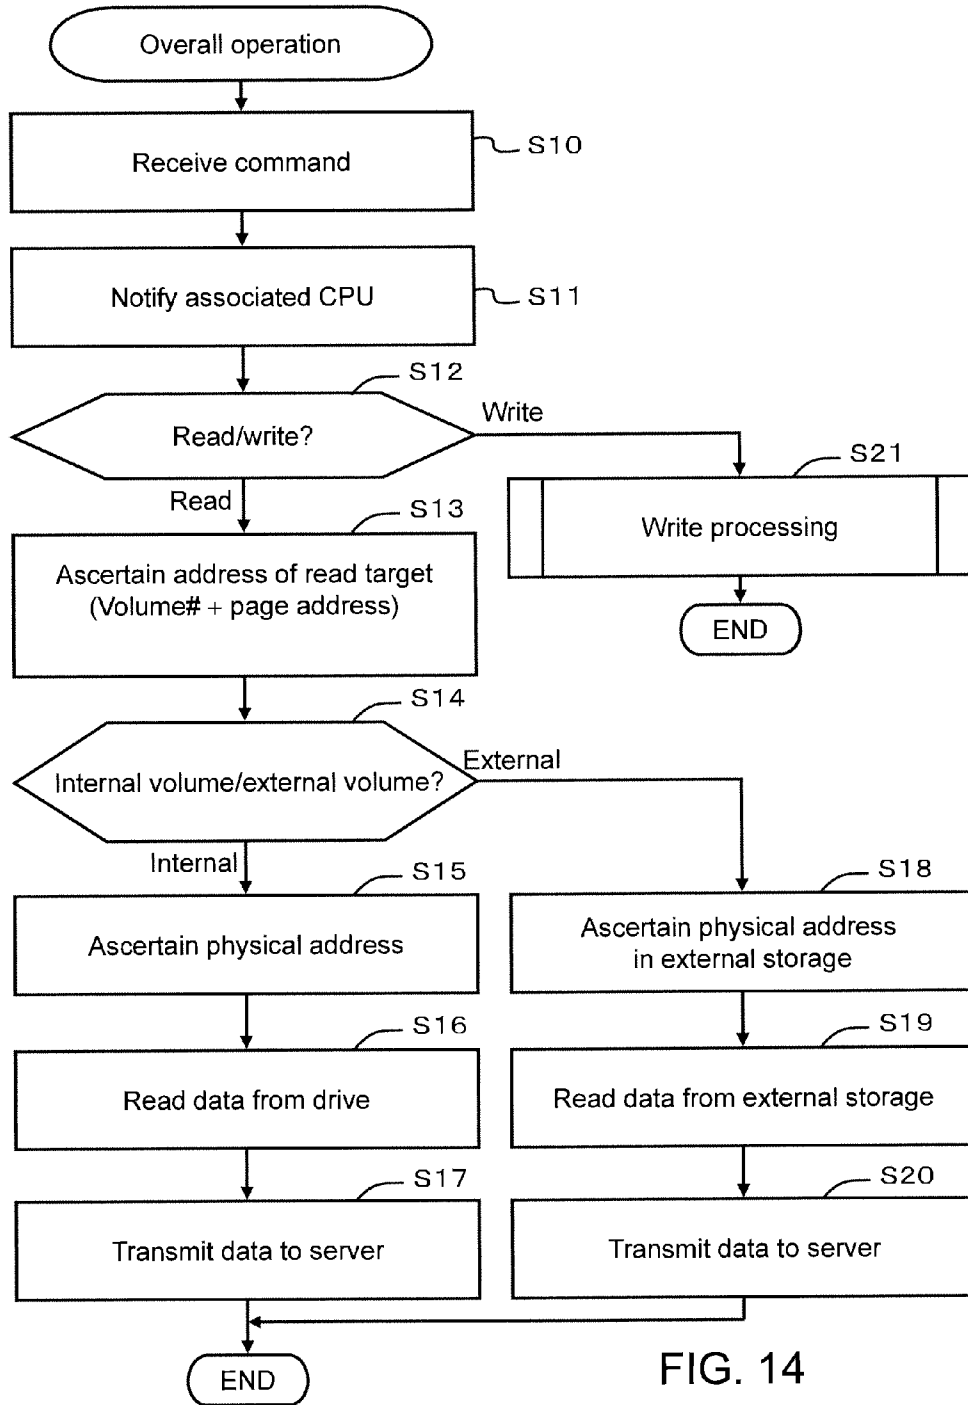 Overall operation
Receive command
S10
Notify associated CPU
S11
S12
Read/write?
Write
Read
S21
Write processing
END
S13
Ascertain address of read target
(Volume# + page address)
S14
Internal volume/external volume?
External
Internal
S15
Ascertain physical address
S18
Ascertain physical address
in external storage
S16
Read data from drive
S19
Read data from external storage
S17
Transmit data to server
S20
Transmit data to server
END
FIG. 14